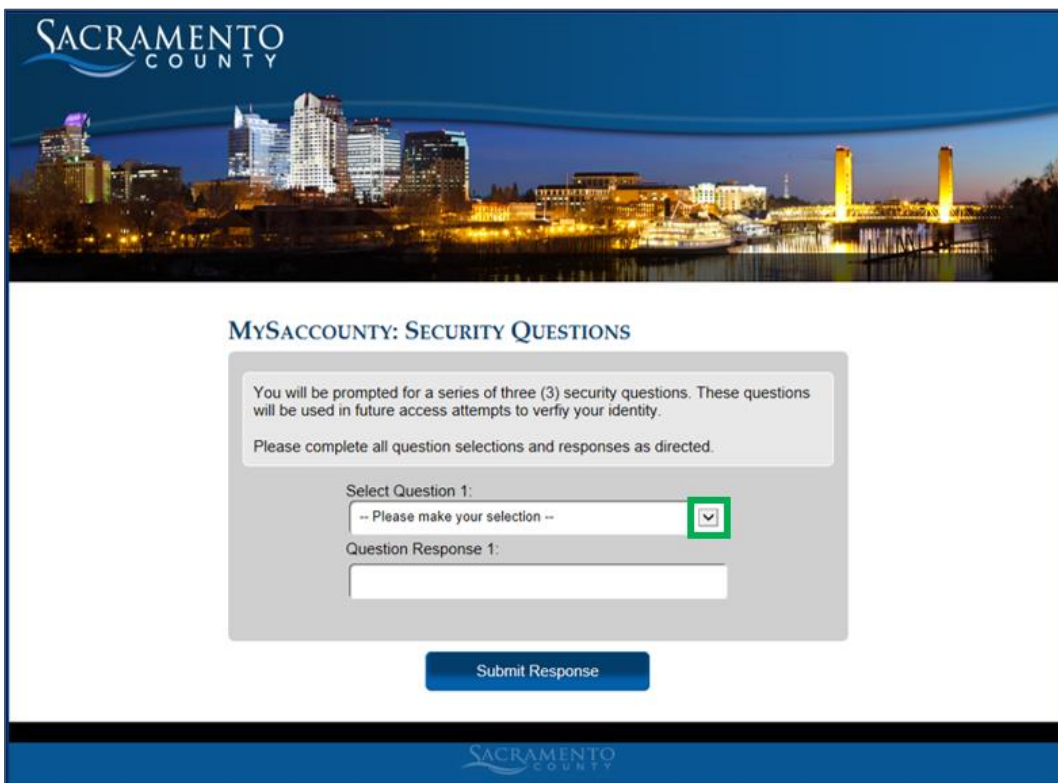 SACRAMENTO
COUNTY
MYSACCOUNTY: SECURITY QUESTIONS
You will be prompted for a series of three (3) security questions. These questions
will be used in future access attempts to verfiy your identity.
Please complete all question selections and responses as directed.
Select Question 1:
-- Please make your selection --
Question Response 1:
Submit Response
SACRAMENTO
COUNTY